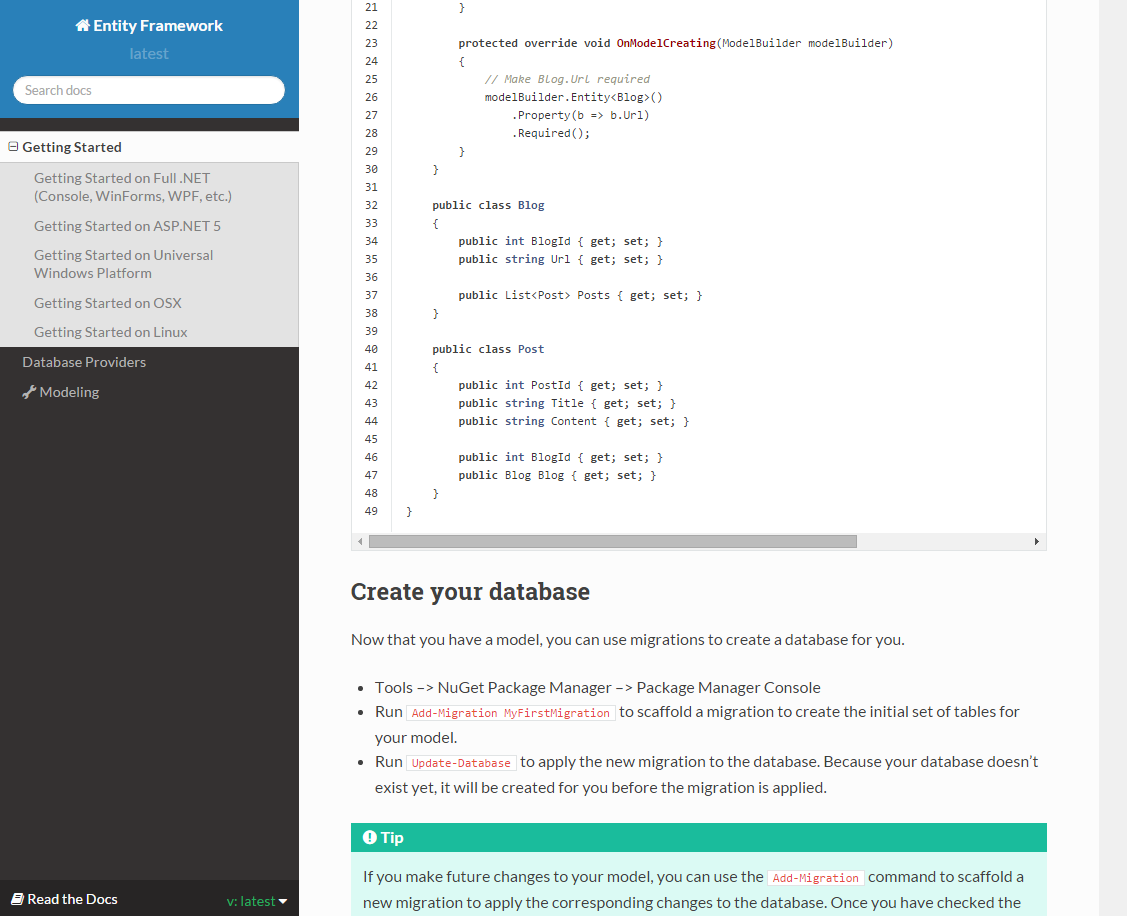 Entity Framework
latest
Search docs
Getting Started
Getting Started on Full .NET
(Console, WinForms, WPF, etc.)
Getting Started on ASP.NET 5
Getting Started on Universal
Windows Platform
Getting Started on OSX
Getting Started on Linux
Database Providers
Modeling
Read the Docs
v: latest
21         }
22
23         protected override void OnModelCreating(ModelBuilder modelBuilder)
24         {
25             // Make Blog.Url required
26             modelBuilder.Entity<Blog>()
27                 .Property(b => b.Url)
28                 .Required();
29         }
30     }
31
32     public class Blog
33     {
34         public int BlogId { get; set; }
35         public string Url { get; set; }
36
37         public List<Post> Posts { get; set; }
38     }
39
40     public class Post
41     {
42         public int PostId { get; set; }
43         public string Title { get; set; }
44         public string Content { get; set; }
45
46         public int BlogId { get; set; }
47         public Blog Blog { get; set; }
48     }
49 }
Create your database
Now that you have a model, you can use migrations to create a database for you.
• Tools –> NuGet Package Manager –> Package Manager Console
• Run Add-Migration MyFirstMigration to scaffold a migration to create the initial set of tables for
your model.
• Run Update-Database to apply the new migration to the database. Because your database doesn’t
exist yet, it will be created for you before the migration is applied.
Tip
If you make future changes to your model, you can use the Add-Migration command to scaffold a
new migration to apply the corresponding changes to the database. Once you have checked the